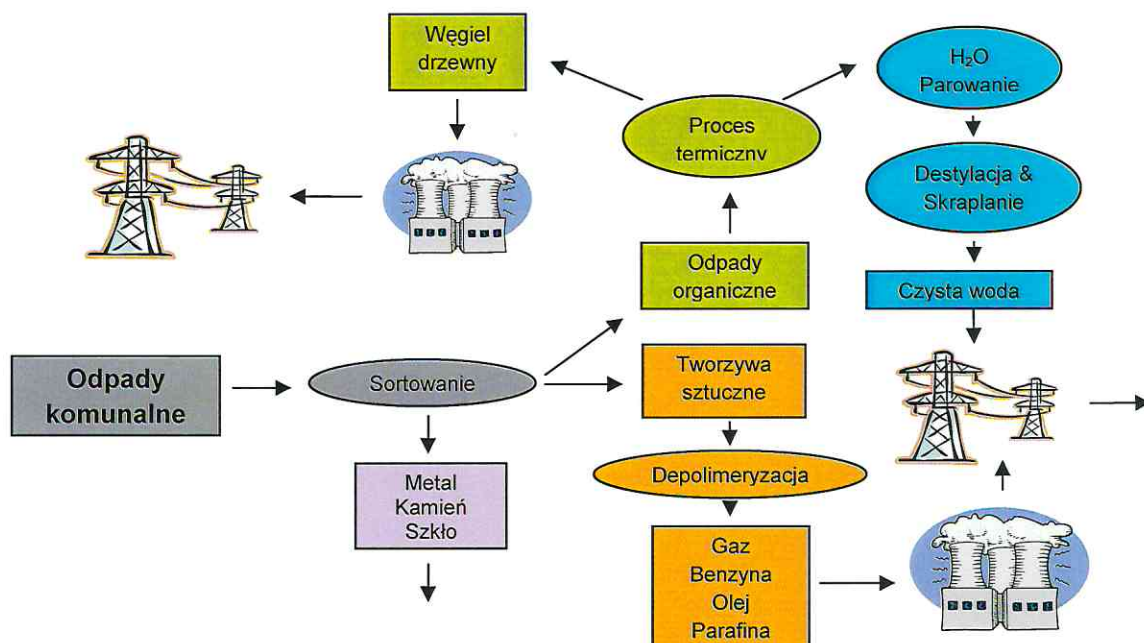 Węgiel
drzewny
H₂O
Parowanie
Proces
termiczny
Destylacja &
Skraplanie
Odpady
organiczne
Czysta woda
Odpady
komunalne
Sortowanie
Tworzywa
sztuczne
Metal
Kamień
Szkło
Depolimeryzacja
Gaz
Benzyna
Olej
Parafina